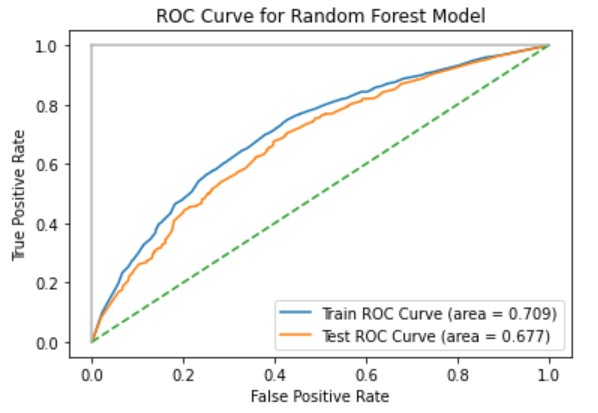 ROC Curve for Random Forest Model
1.0
0.8
0.6
0.4
0.2
0.0
True Positive Rate
Train ROC Curve (area = 0.709)
Test ROC Curve (area = 0.677)
0.0 0.2 0.4 0.6 0.8 1.0
False Positive Rate